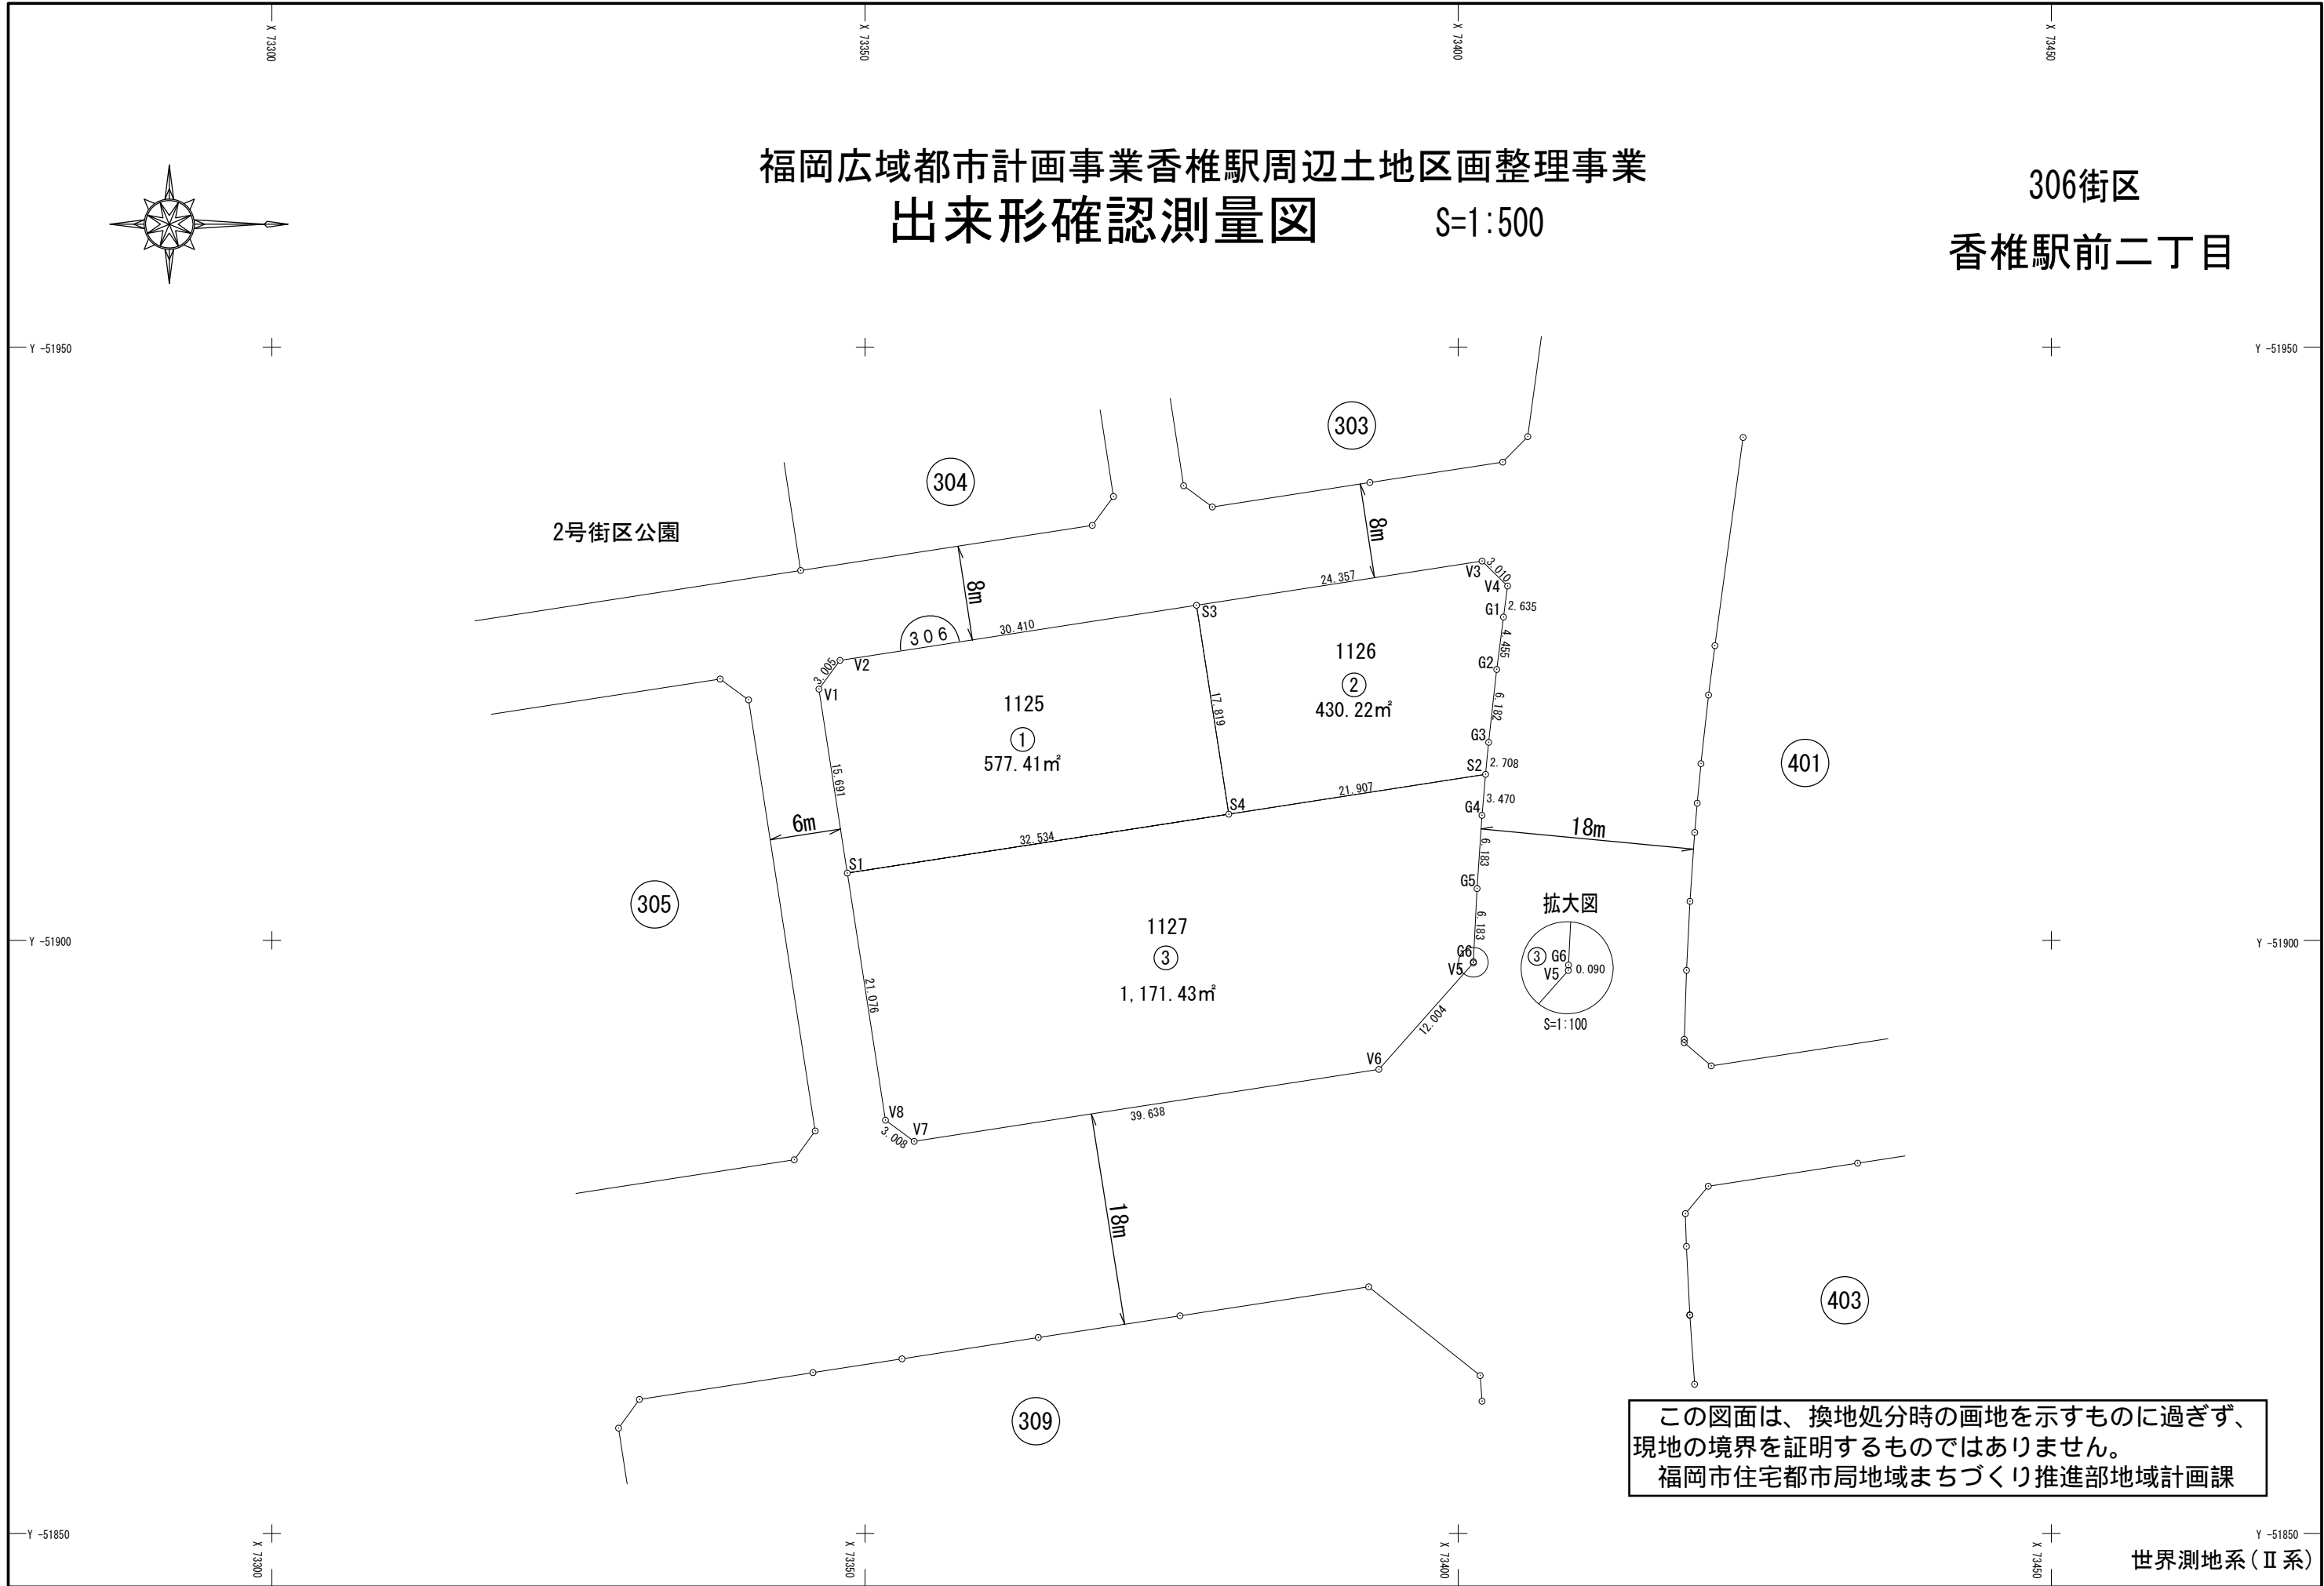 X 73300
X 73350
X 73400
X 73450
福岡広域都市計画事業香椎駅周辺土地区画整理事業
出来形確認測量図 S=1:500
306街区
香椎駅前二丁目
Y -51950
Y -51950
303
304
2号街区公園
8m
8m
24.357
V3
3.010
V4
G1
2.635
S3
306
30.410
4.455
3.005
V2
V1
1126
②
430.22㎡
G2
6.182
1125
①
577.41㎡
17.819
G3
S2
2.708
401
15.691
21.907
S4
G4
3.470
6m
32.534
18m
S1
6.183
G5
305
拡大図
1127
③
1,171.43㎡
6.183
G6
V5
③ G6
V5 0.090
S=1:100
Y -51900
Y -51900
21.076
12.004
V6
V8
V7
3.008
39.638
18m
403
309
この図面は、換地処分時の画地を示すものに過ぎず、
現地の境界を証明するものではありません。
福岡市住宅都市局地域まちづくり推進部地域計画課
Y -51850
Y -51850
X 73300
X 73350
X 73400
X 73450
世界測地系(Ⅱ系)